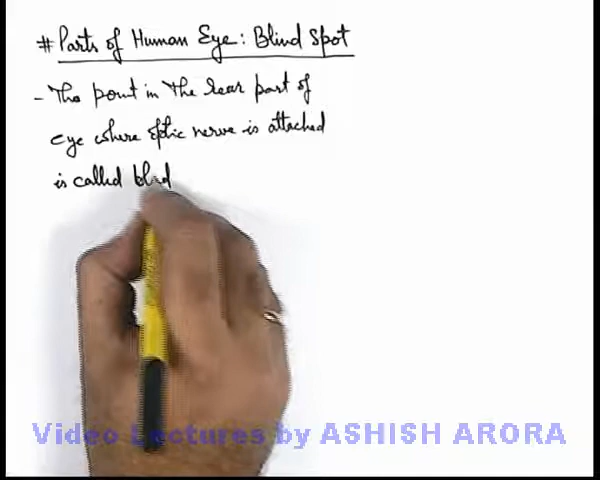 # Parts of Human Eye: Blind Spot
- The point in the rear part of
eye where optic nerve is attached
is called blind
Video Lectures by ASHISH ARORA